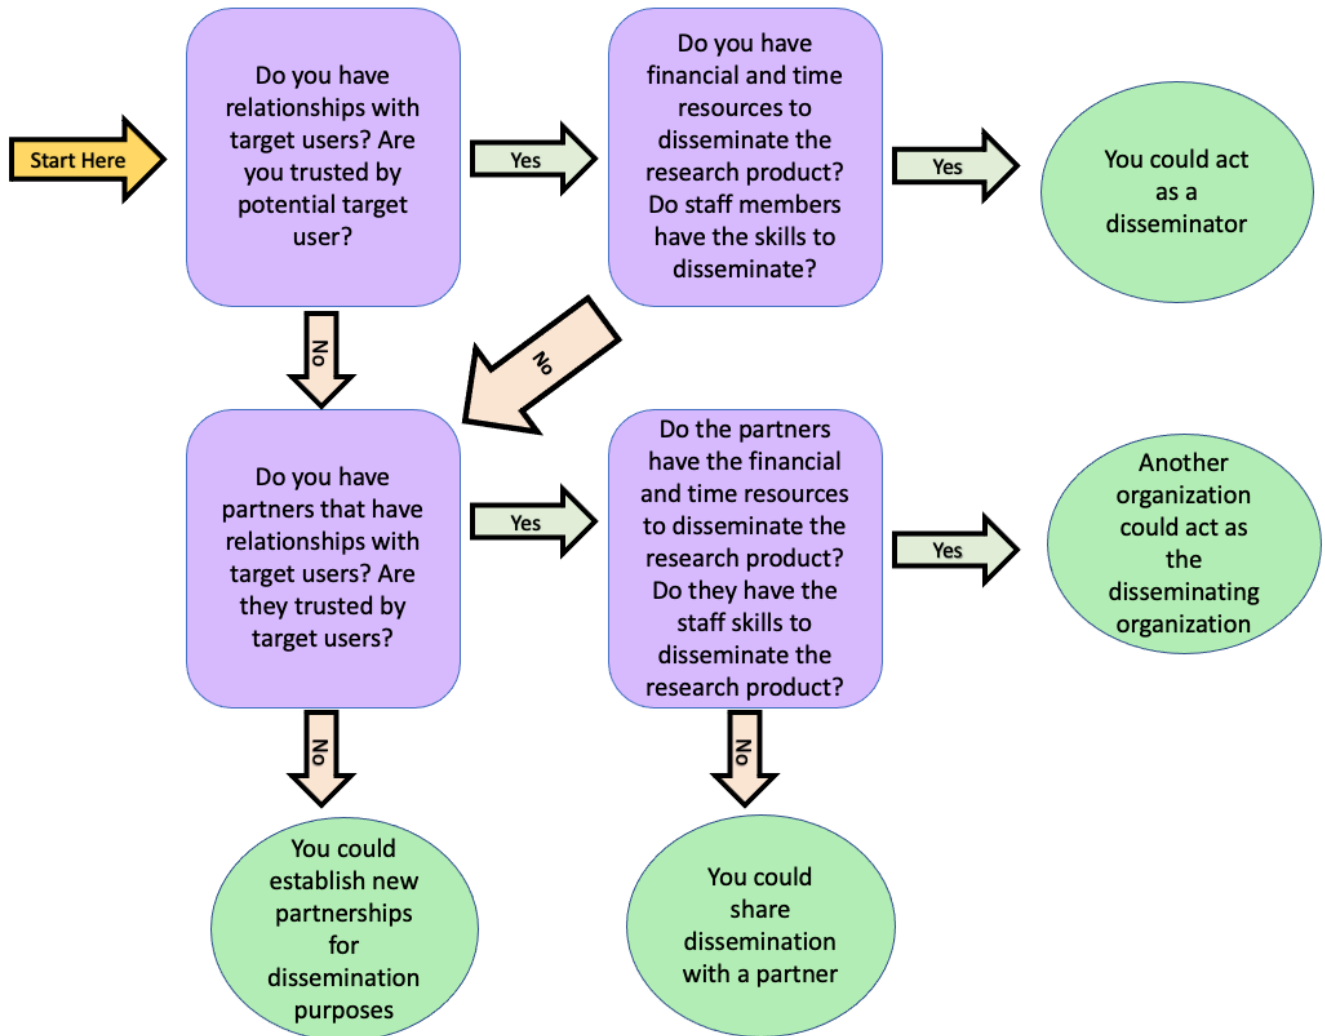 Start Here
Do you have
relationships with
target users? Are
you trusted by
potential target
user?
Yes
Do you have
financial and time
resources to
disseminate the
research product?
Do staff members
have the skills to
disseminate?
Yes
You could act
as a
disseminator
No
No
Do you have
partners that have
relationships with
target users? Are
they trusted by
target users?
Yes
Do the partners
have the financial
and time resources
to disseminate the
research product?
Do they have the
staff skills to
disseminate the
research product?
Yes
Another
organization
could act as
the
disseminating
organization
No
No
You could
establish new
partnerships
for
dissemination
purposes
You could
share
dissemination
with a partner